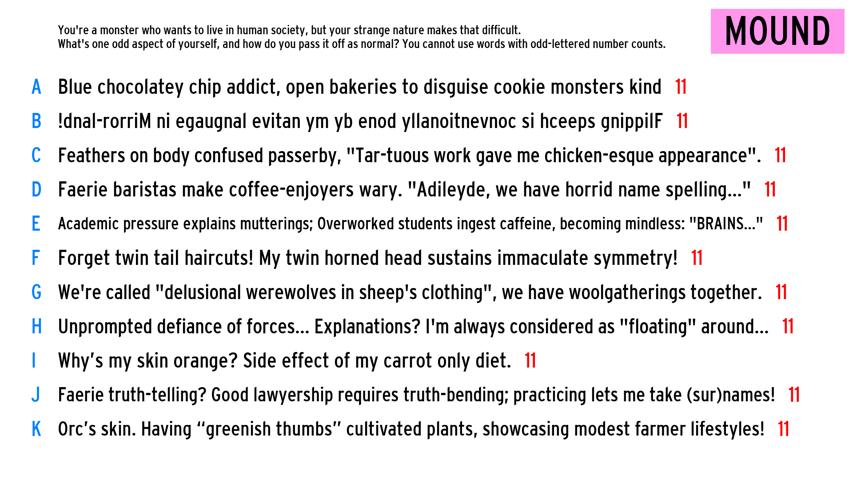 You're a monster who wants to live in human society, but your strange nature makes that difficult.
What's one odd aspect of yourself, and how do you pass it off as normal? You cannot use words with odd-lettered number counts.
MOUND
A Blue chocolatey chip addict, open bakeries to disguise cookie monsters kind 11
B !dnal-rorriM ni egaugnal evitan ym yb enod yllanoitnevnoc si hceeps gnippilF 11
C Feathers on body confused passerby, "Tar-tuous work gave me chicken-esque appearance". 11
D Faerie baristas make coffee-enjoyers wary. "Adileyde, we have horrid name spelling..." 11
E Academic pressure explains mutterings; Overworked students ingest caffeine, becoming mindless: "BRAINS..." 11
F Forget twin tail haircuts! My twin horned head sustains immaculate symmetry! 11
G We're called "delusional werewolves in sheep's clothing", we have woolgatherings together. 11
H Unprompted defiance of forces... Explanations? I'm always considered as "floating" around... 11
I Why’s my skin orange? Side effect of my carrot only diet. 11
J Faerie truth-telling? Good lawyership requires truth-bending; practicing lets me take (sur)names! 11
K Orc’s skin. Having “greenish thumbs” cultivated plants, showcasing modest farmer lifestyles! 11